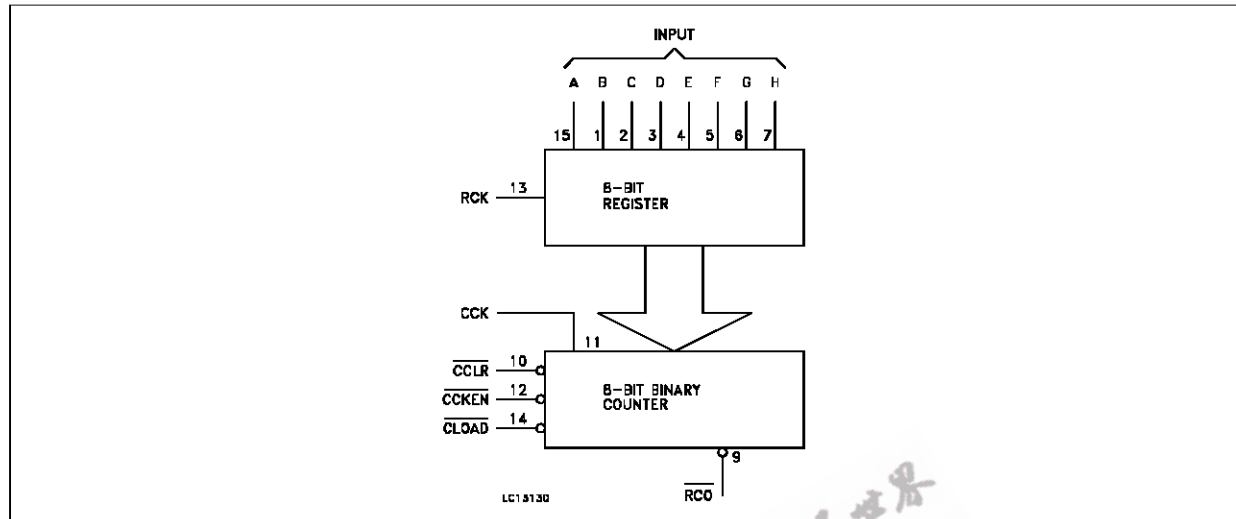 INPUT
A B C D E F G H
15 1 2 3 4 5 6 7
RCK 13
8-BIT
REGISTER
CCK
11
CCLR 10
CCKEN 12
CLOAD 14
8-BIT BINARY
COUNTER
9
RCO
LC13130